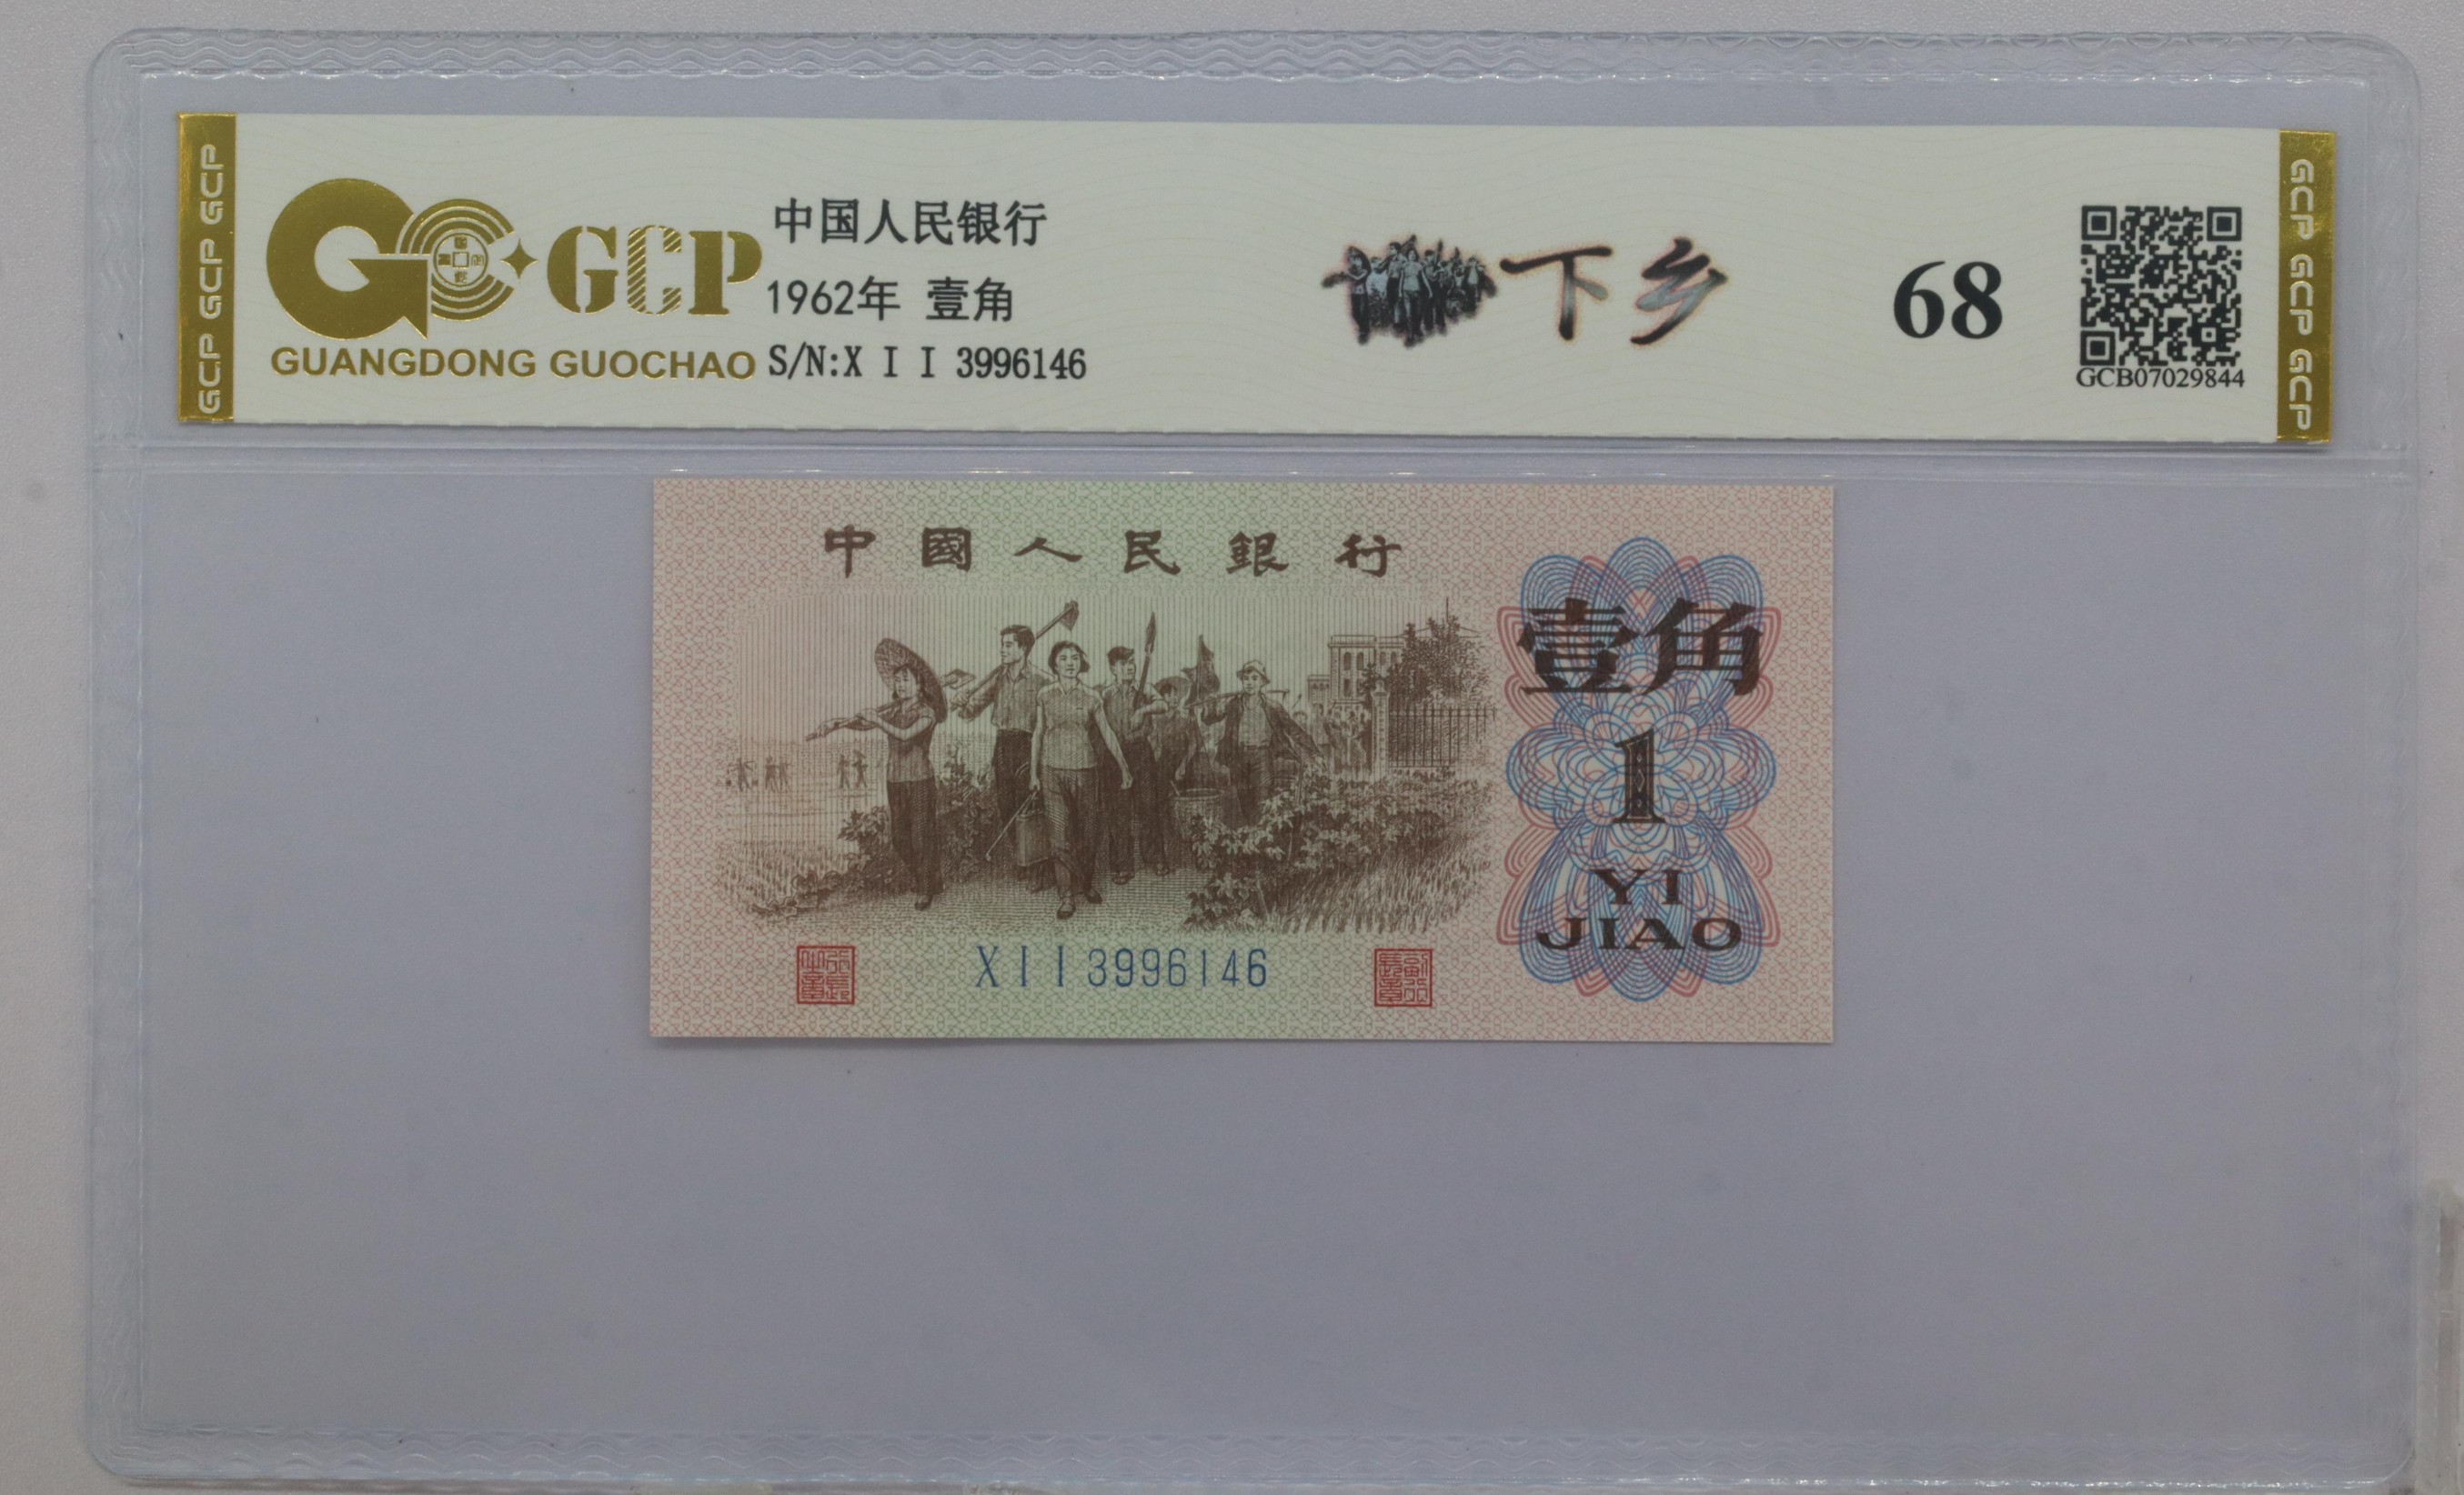 GCP GCP GCP
GCP
GUANGDONG GUOCHAO
中国人民银行
1962年 壹角
S/N:X I I 3996146
下乡
68
GCB07029844
GCP GCP GCP
中國人民銀行
壹角
1
YI
JIAO
X I I 3996146